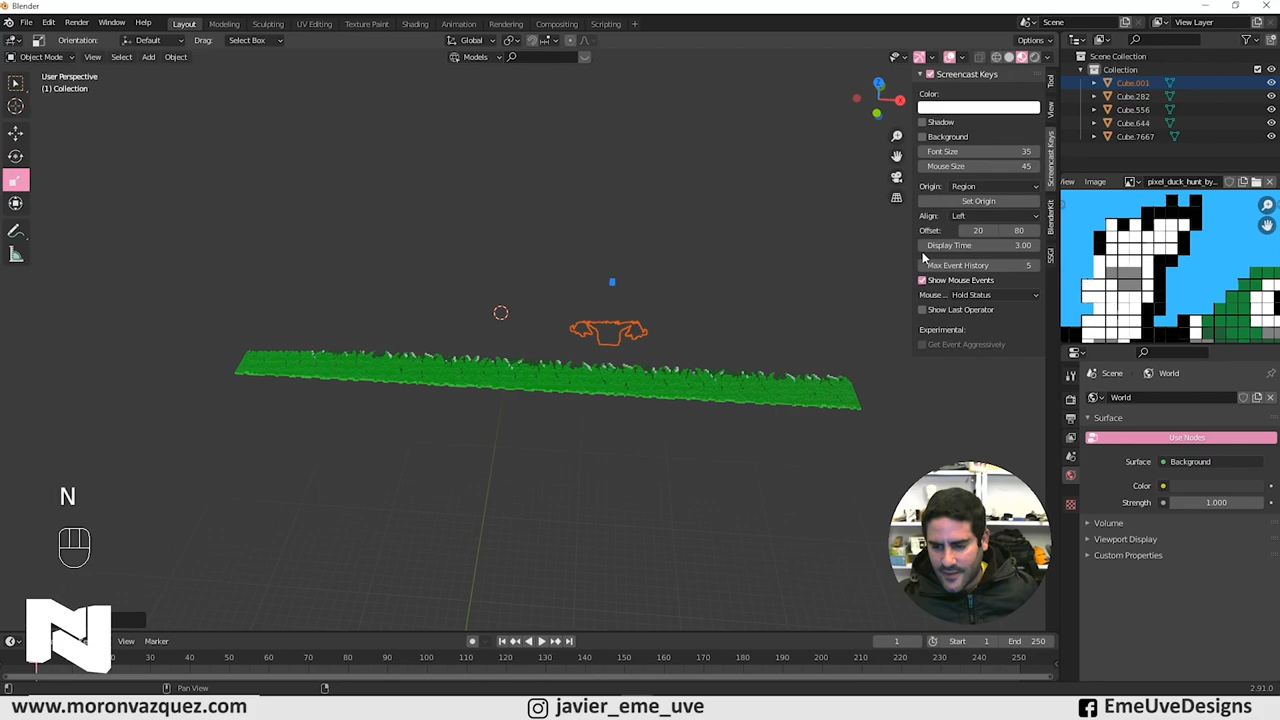 Blender
File Edit Render Window Help Layout Modeling Sculpting UV Editing Texture Paint Shading Animation Rendering Compositing Scripting + Scene View Layer
Orientation: Default Drag: Select Box Global Options
Object Mode View Select Add Object Models
User Perspective
(1) Collection
Z
X
Screencast Keys
Color:
Shadow
Background
Font Size 35
Mouse Size 45
Origin: Region
Set Origin
Align: Left
Offset: 20 80
Display Time 3.00
Max Event History 5
Show Mouse Events
Mouse... Hold Status
Show Last Operator
Experimental:
Get Event Aggressively
Tool
View
Screencast Keys
BlenderKit
SSGI
Scene Collection
Collection
Cube.001
Cube.282
Cube.556
Cube.644
Cube.7667
View Image pixel_duck_hunt_by...
Scene World
World
Surface
Use Nodes
Surface Background
Color
Strength 1.000
Volume
Viewport Display
Custom Properties
N
N
View Marker 1 Start 1 End 250
20 30 40 50 60 70 80 90 100 110 120 130 140 150 160 170 180 190 200 210 220 230 240 250
Pan View 2.91.0
www.moronvazquez.com javier_eme_uve EmeUveDesigns